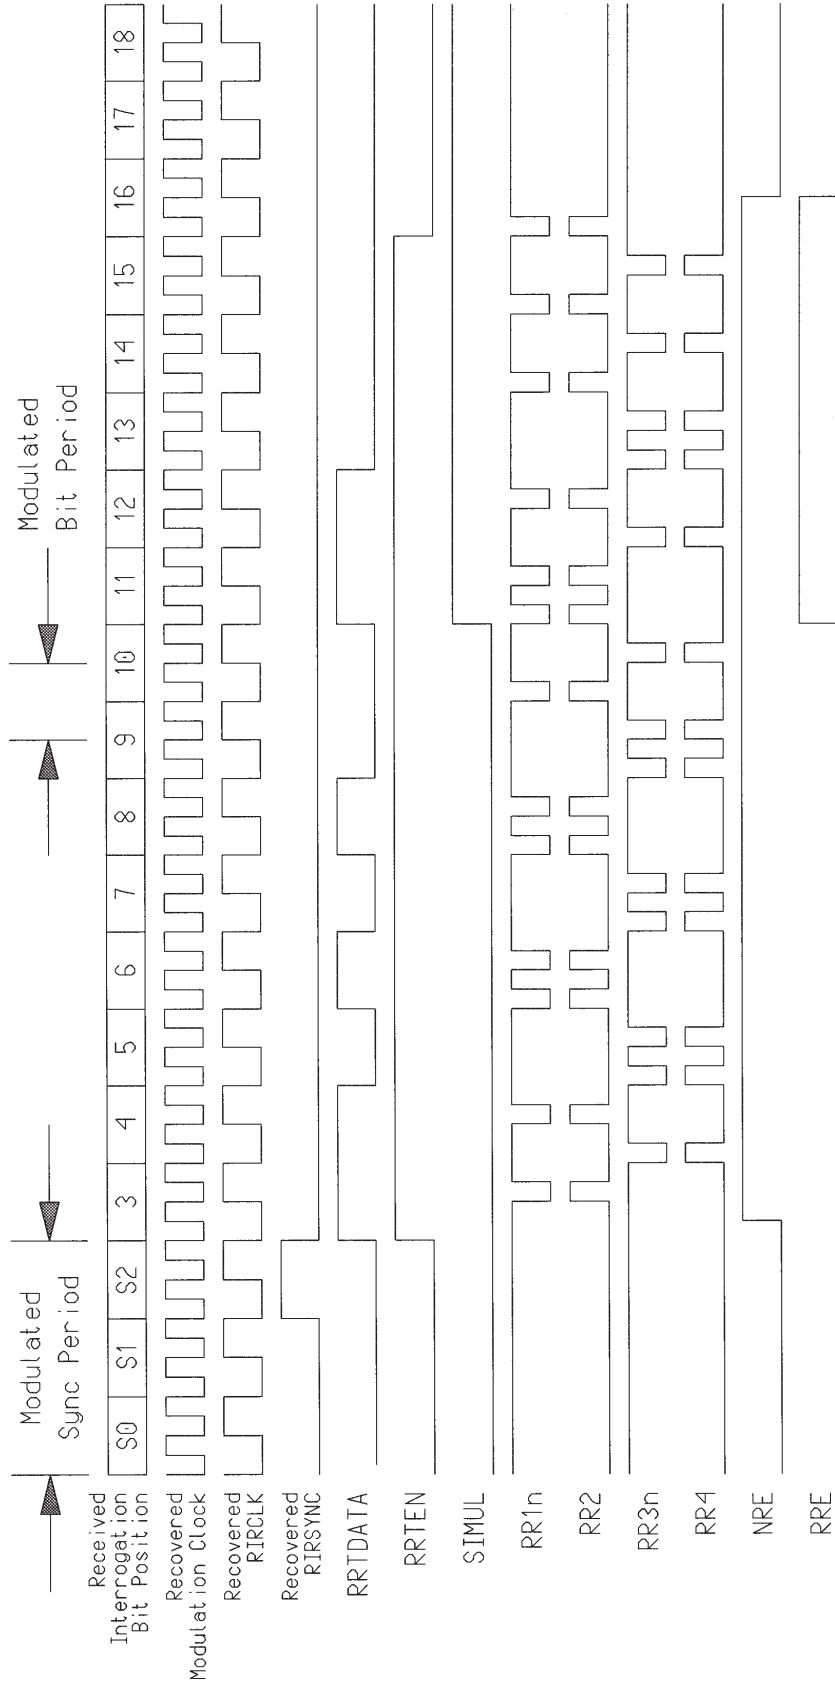 Modulated
Sync Period
Modulated
Bit Period
Received
Interrogation
Bit Position
S0 S1 S2 3 4 5 6 7 8 9 10 11 12 13 14 15 16 17 18
Recovered
Modulation Clock
Recovered
RIRCLK
Recovered
RIRSYNC
RRTDATA
RRTEN
SIMUL
RR1n
RR2
RR3n
RR4
NRE
RRE